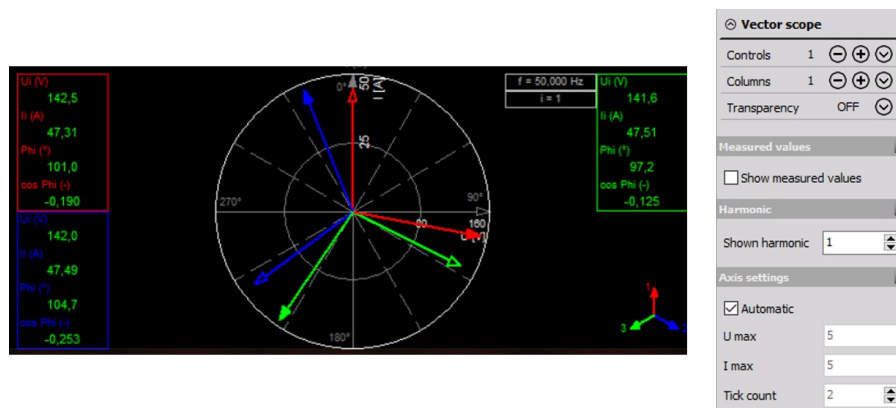 Ui (V)
142,5
Ii (A)
47,31
Phi (°)
101,0
cos Phi (-)
-0,190
Ui (V)
142,0
Ii (A)
47,49
Phi (°)
104,7
cos Phi (-)
-0,253
0°
50
I [A]
25
270°
90°
80
160
U [V]
180°
f = 50,000 Hz
i = 1
Ui (V)
141,6
Ii (A)
47,51
Phi (°)
97,2
cos Phi (-)
-0,125
1
3
2
Vector scope
Controls 1
Columns 1
Transparency OFF
Measured values
Show measured values
Harmonic
Shown harmonic 1
Axis settings
Automatic
U max 5
I max 5
Tick count 2